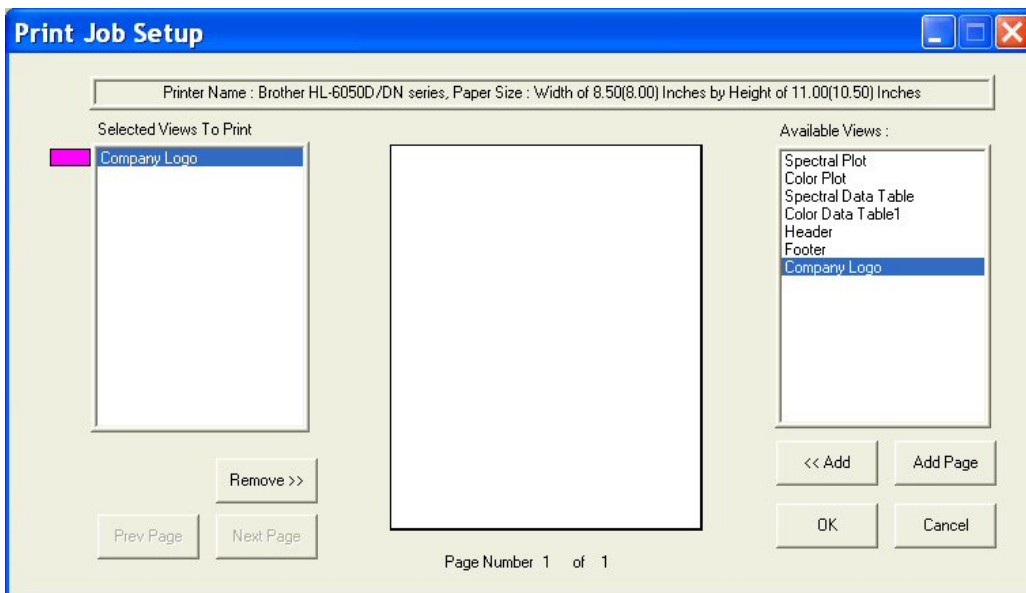 Print Job Setup
Printer Name : Brother HL-6050D/DN series, Paper Size : Width of 8.50(8.00) Inches by Height of 11.00(10.50) Inches
Selected Views To Print
Company Logo
Available Views :
Spectral Plot
Color Plot
Spectral Data Table
Color Data Table1
Header
Footer
Company Logo
Remove >>
Prev Page
Next Page
<< Add
Add Page
OK
Cancel
Page Number 1 of 1